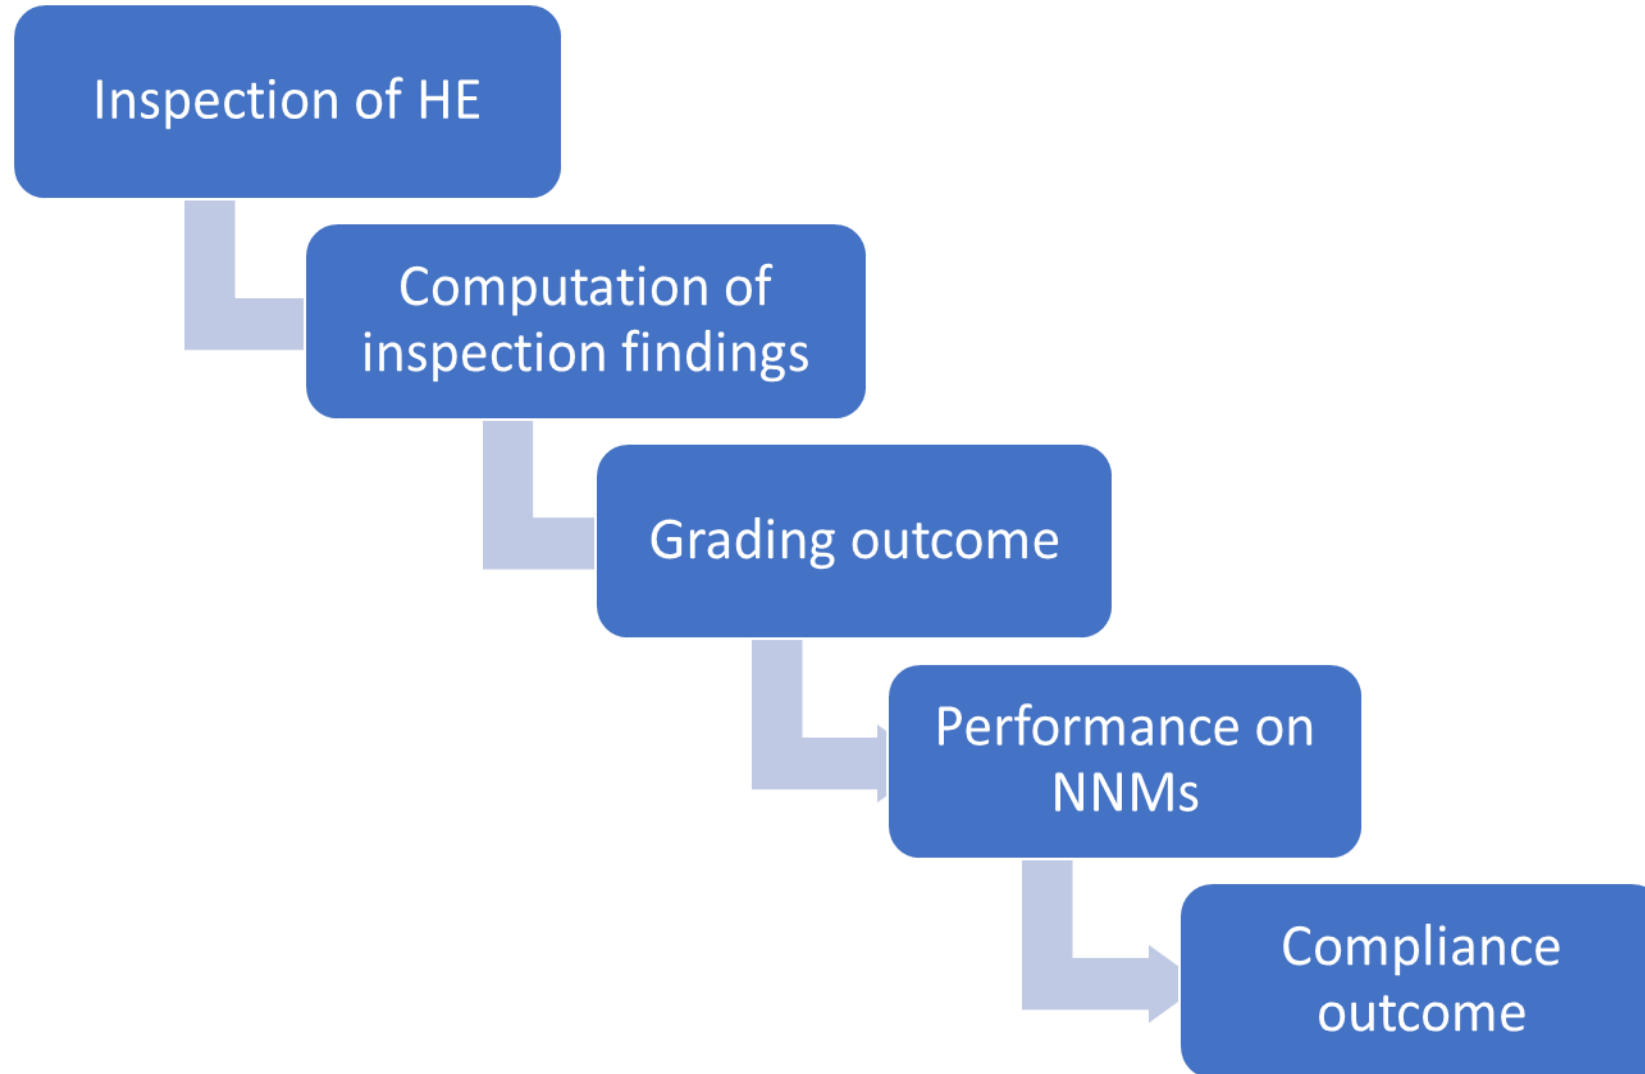 Inspection of HE
Computation of
inspection findings
Grading outcome
Performance on
NNMs
Compliance
outcome